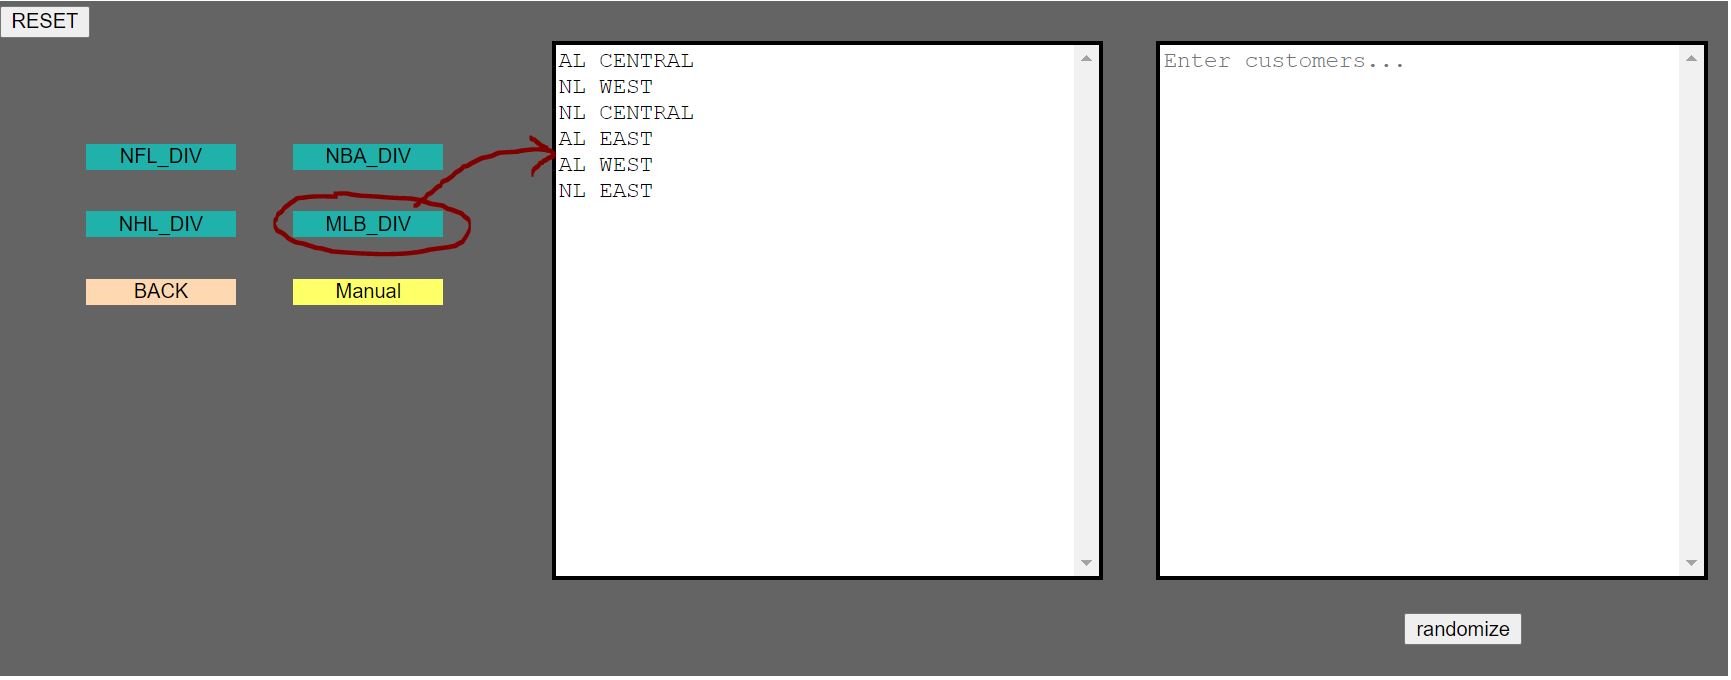 RESET
NFL_DIV NBA_DIV
NHL_DIV MLB_DIV
BACK Manual
AL CENTRAL
NL WEST
NL CENTRAL
AL EAST
AL WEST
NL EAST
Enter customers...
randomize